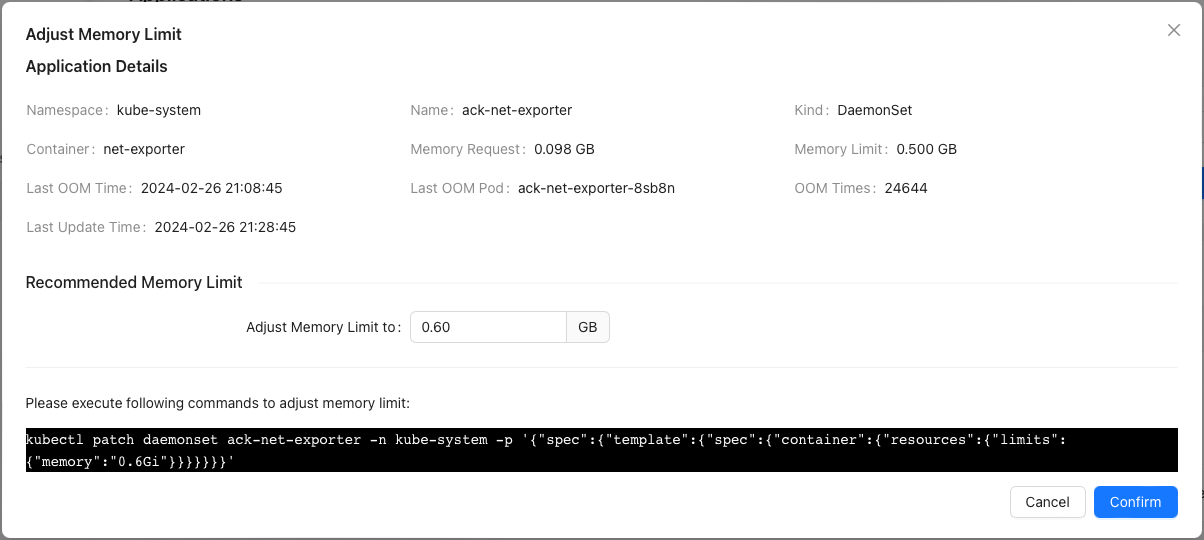 Adjust Memory Limit
Application Details
Namespace: kube-system Name: ack-net-exporter Kind: DaemonSet
Container: net-exporter Memory Request: 0.098 GB Memory Limit: 0.500 GB
Last OOM Time: 2024-02-26 21:08:45 Last OOM Pod: ack-net-exporter-8sb8n OOM Times: 24644
Last Update Time: 2024-02-26 21:28:45
Recommended Memory Limit
Adjust Memory Limit to: 0.60 GB
Please execute following commands to adjust memory limit:
kubectl patch daemonset ack-net-exporter -n kube-system -p '{"spec":{"template":{"spec":{"container":{"resources":{"limits":
{"memory":"0.6Gi"}}}}}}}'
Cancel Confirm